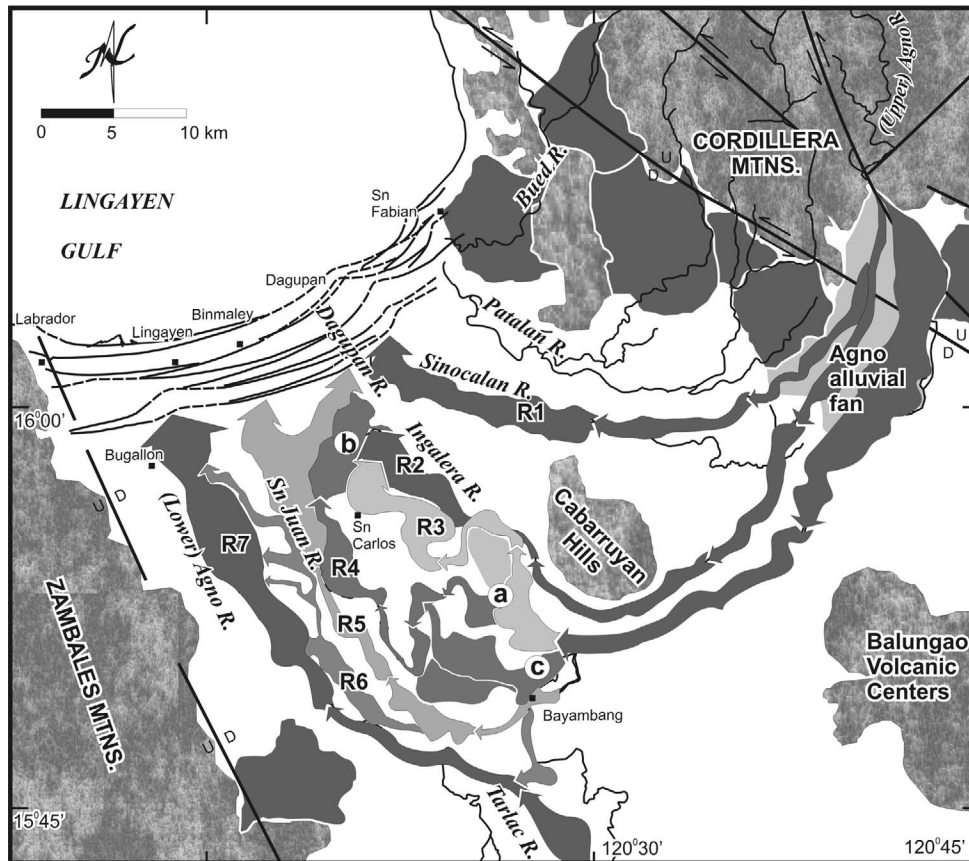 N
0 5 10 km
LINGAYEN
GULF
(Upper) Agno R
CORDILLERA
MTNS.
U
D
Bued R.
Sn
Fabian
Dagupan
Binmaley
Labrador
Lingayen
Dagupan R.
Patalan R.
Sinocalan R.
R1
Agno
alluvial
fan
U
D
16°00'
Bugallon
U
D
b
R2
Ingalera R.
R3
Sn
Carlos
Sn Juan R.
(Lower) Agno R.
R7
R4
Cabarruyan
Hills
a
R5
R6
c
Bayambang
ZAMBALES MTNS.
Balungao
Volcanic
Centers
U
D
Tarlac R.
15°45'
120°30'
120°45'